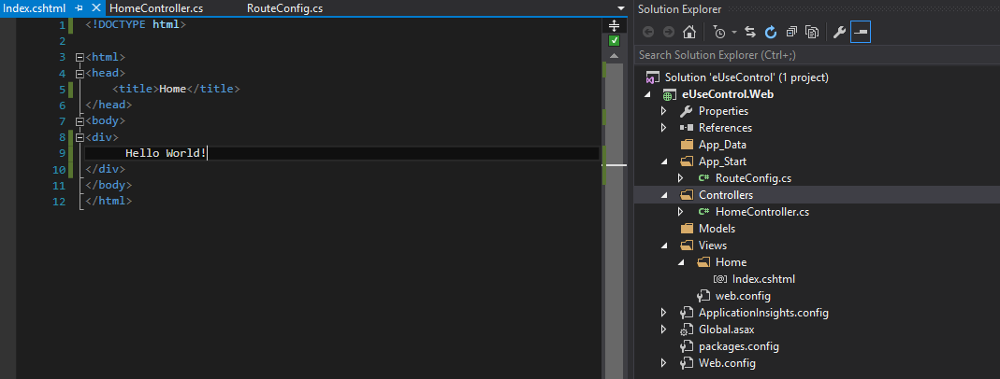 Index.cshtml HomeController.cs RouteConfig.cs
1 <!DOCTYPE html>
2
3 <html>
4 <head>
5 <title>Home</title>
6 </head>
7 <body>
8 <div>
9 Hello World!
10 </div>
11 </body>
12 </html>
Solution Explorer
Search Solution Explorer (Ctrl+;)
Solution 'eUseControl' (1 project)
eUseControl.Web
Properties
References
App_Data
App_Start
C# RouteConfig.cs
Controllers
C# HomeController.cs
Models
Views
Home
[@] Index.cshtml
web.config
ApplicationInsights.config
Global.asax
packages.config
Web.config